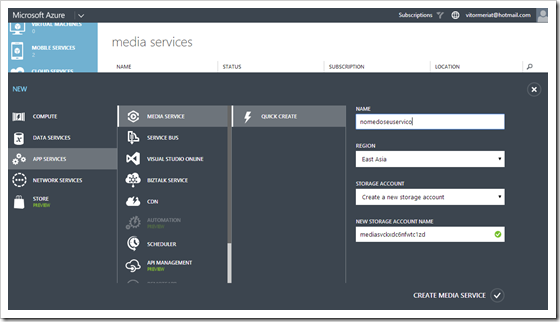 Microsoft Azure
Subscriptions
vitormeriat@hotmail.com
VIRTUAL MACHINES
0
MOBILE SERVICES
2
CLOUD SERVICES
media services
NAME STATUS SUBSCRIPTION LOCATION
NEW
COMPUTE
DATA SERVICES
APP SERVICES
NETWORK SERVICES
STORE
PREVIEW
MEDIA SERVICE
SERVICE BUS
VISUAL STUDIO ONLINE
BIZTALK SERVICE
CDN
AUTOMATION
PREVIEW
SCHEDULER
API MANAGEMENT
PREVIEW
QUICK CREATE
NAME
nomedoseuservico
REGION
East Asia
STORAGE ACCOUNT
Create a new storage account
NEW STORAGE ACCOUNT NAME
CREATE MEDIA SERVICE